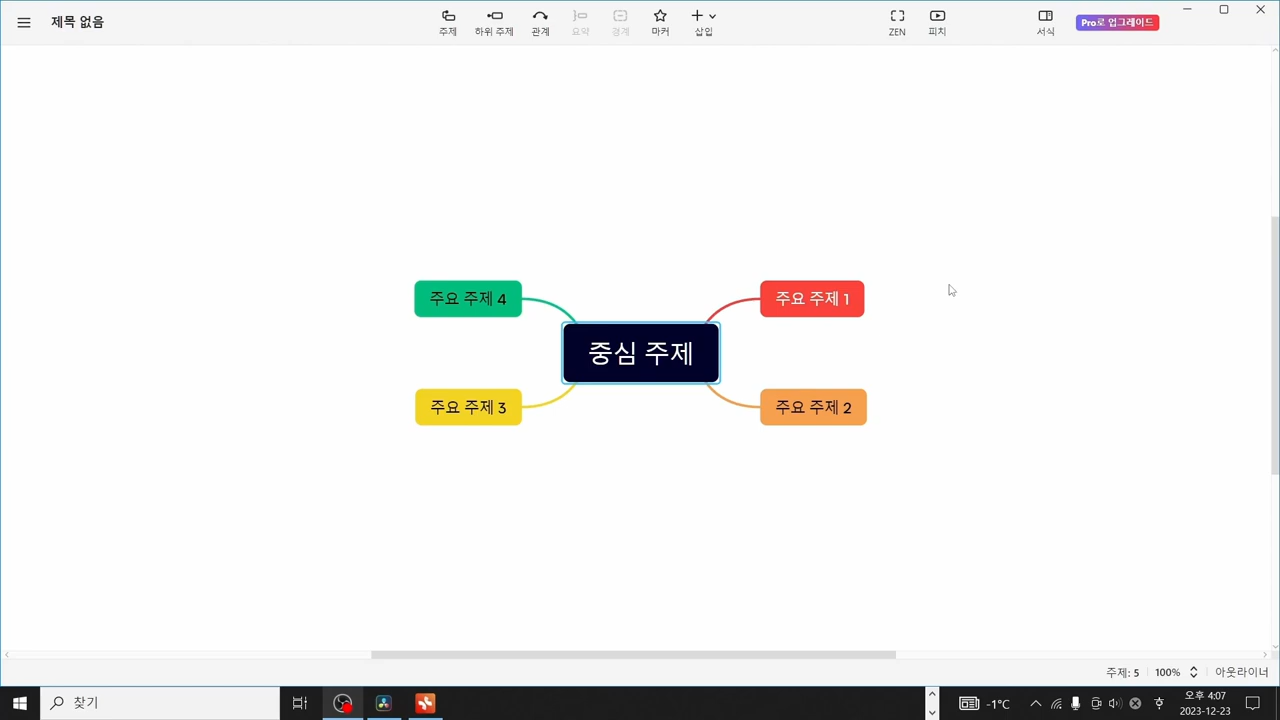 제목 없음
주제
하위 주제
관계
요약
경계
마커
삽입
ZEN
피치
서식
Pro로 업그레이드
주요 주제 4
주요 주제 1
중심 주제
주요 주제 3
주요 주제 2
주제: 5
100%
아웃라이너
찾기
-1°C
오후 4:07
2023-12-23